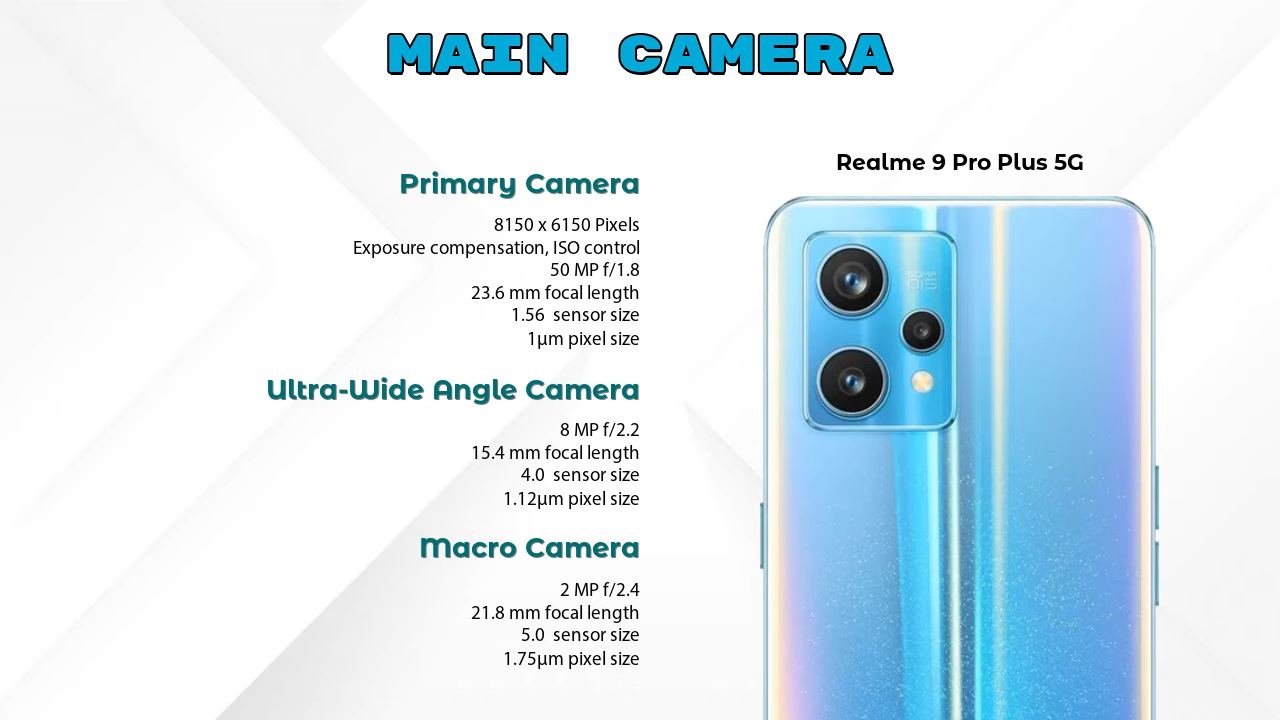 MAIN CAMERA
Realme 9 Pro Plus 5G
Primary Camera
8150 x 6150 Pixels
Exposure compensation, ISO control
50 MP f/1.8
23.6 mm focal length
1.56 sensor size
1µm pixel size
Ultra-Wide Angle Camera
8 MP f/2.2
15.4 mm focal length
4.0 sensor size
1.12µm pixel size
Macro Camera
2 MP f/2.4
21.8 mm focal length
5.0 sensor size
1.75µm pixel size
50MP
OIS